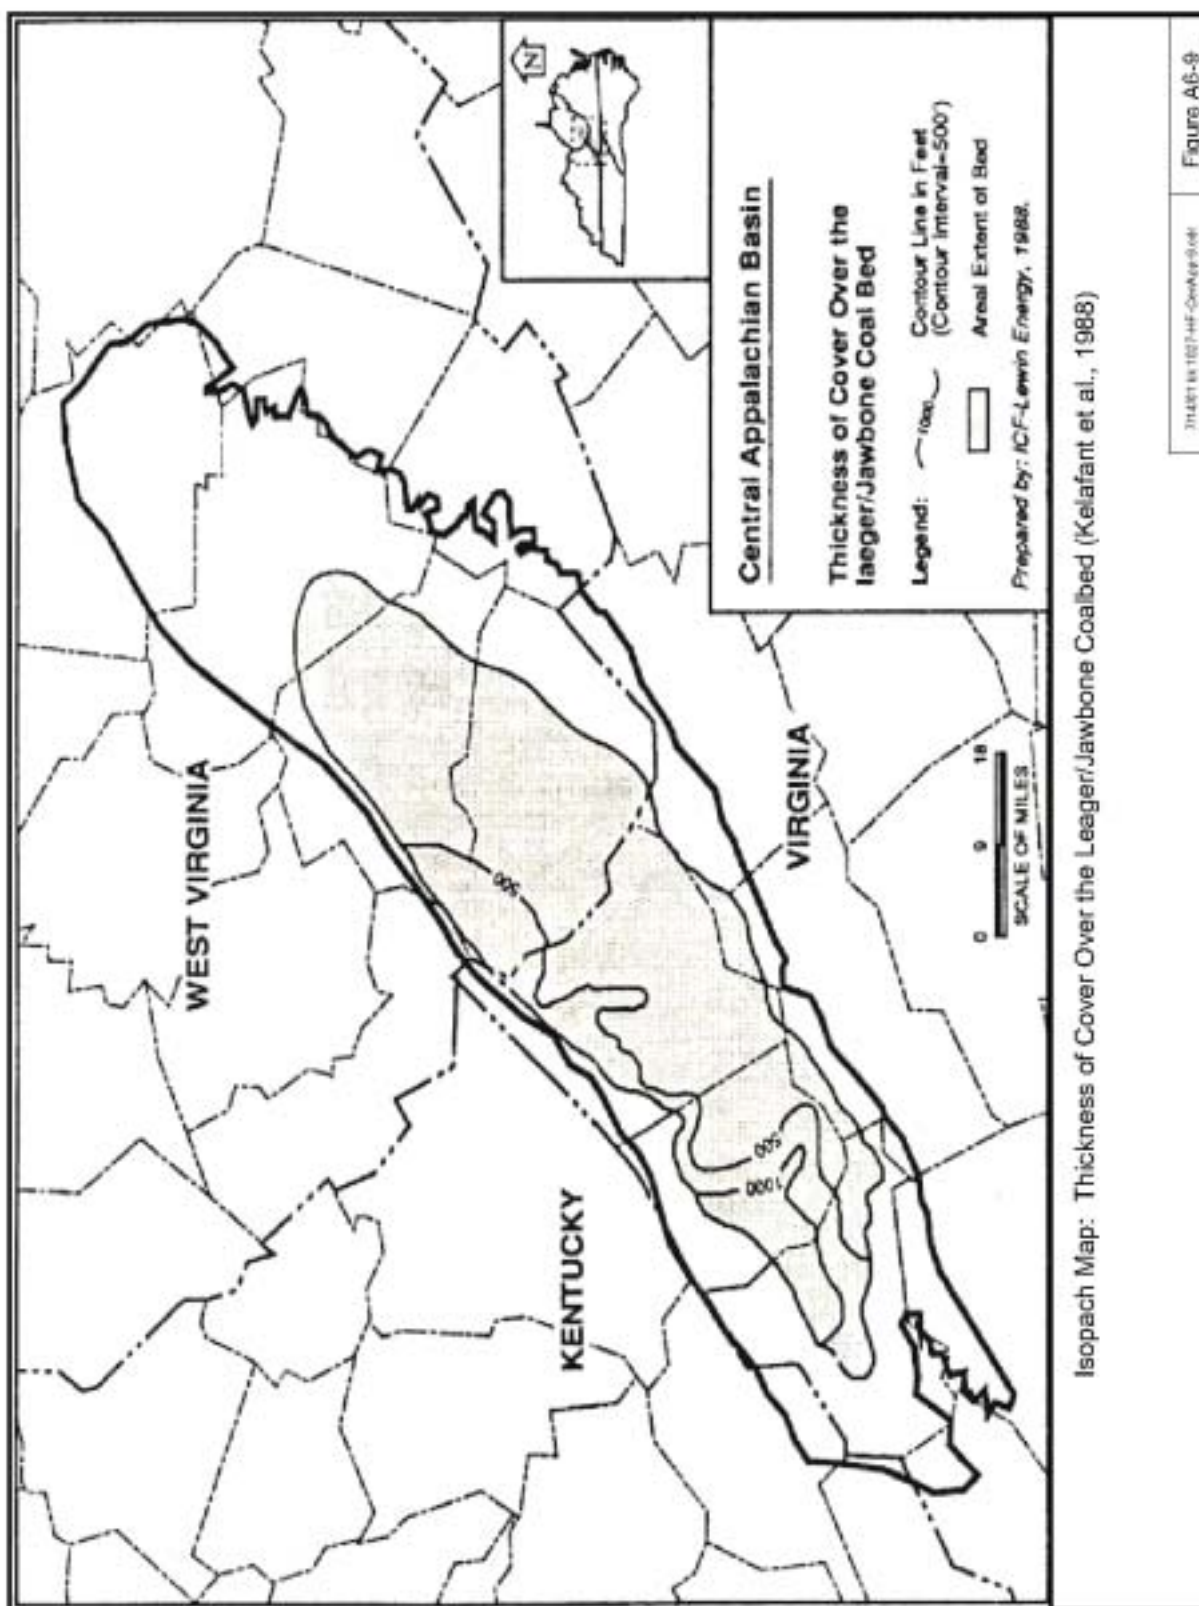 N
WEST VIRGINIA
KENTUCKY
VIRGINIA
500
500
1000
0 9 18
SCALE OF MILES
Central Appalachian Basin
Thickness of Cover Over the
Iaeger/Jawbone Coal Bed
Legend:
1000
Contour Line in Feet
(Contour Interval=500')
Areal Extent of Bed
Prepared by: ICF-Lewin Energy, 1988.
Isopach Map: Thickness of Cover Over the Leager/Jawbone Coalbed (Kelafant et al., 1988)
Figure A6-9